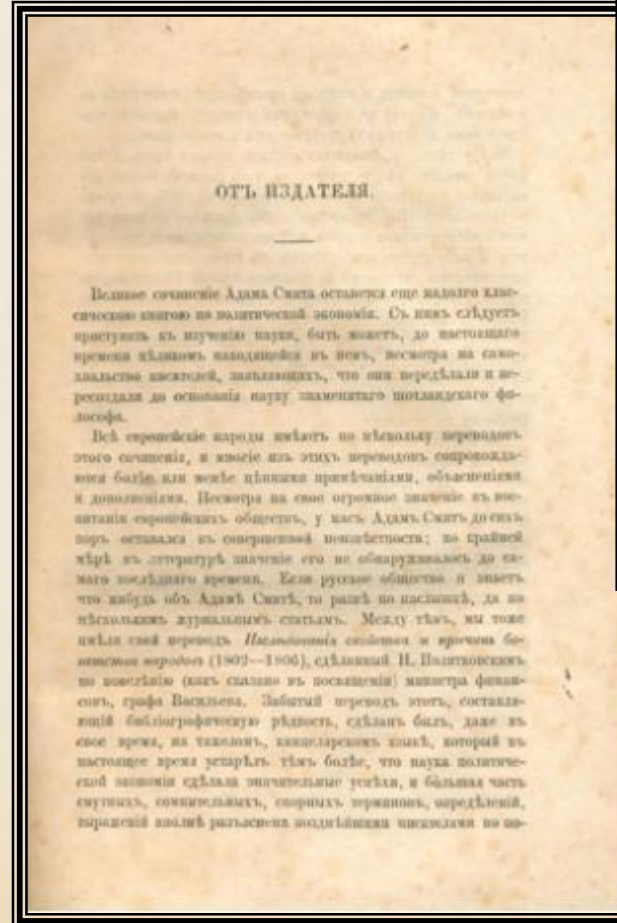 ОТЪ ИЗДАТЕЛЯ.
Великое сочиненіе Адама Смита останется еще надолго клас-
сическою книгою по политической экономіи. Съ нимъ слѣдуетъ
приступать къ изученію науки, быть можетъ, до настоящаго
времени цѣликомъ находящейся въ немъ, несмотря на само-
хвальство писателей, заявляющихъ, что они передѣлали и пе-
ресоздали до основанія науку знаменитаго шотландскаго фи-
лософа.
Всѣ европейскіе народы имѣютъ по нѣскольку переводовъ
этого сочиненія, и многіе изъ этихъ переводовъ сопровожда-
ются болѣе или менѣе цѣнными примѣчаніями, объясненіями
и дополненіями. Несмотря на свое огромное значеніе въ вос-
питаніи европейскихъ обществъ, у насъ Адамъ Смитъ до сихъ
поръ оставался въ совершенной неизвѣстности; по крайней
мѣрѣ въ литературѣ значеніе его не обнаруживалось до са-
маго послѣдняго времени. Если русское общество и знаетъ
что нибудь объ Адамѣ Смитѣ, то развѣ по наслышкѣ, да по
нѣсколькимъ журнальнымъ статьямъ. Между тѣмъ, мы тоже
имѣли свой переводъ Изслѣдованія свойства и причинъ бо-
гатства народовъ (1802—1806), сдѣланный Н. Политковскимъ
по повелѣнію (какъ сказано въ посвященіи) министра финан-
совъ, графа Васильева. Забытый переводъ этотъ, составля-
ющій библіографическую рѣдкость, сдѣланъ былъ, даже въ
свое время, на тяжеломъ, канцелярскомъ языкѣ, который въ
настоящее время устарѣлъ тѣмъ болѣе, что наука политиче-
ской экономіи сдѣлала значительные успѣхи, и бо́льшая часть
смутныхъ, сомнительныхъ, спорныхъ терминовъ, опредѣленій,
выраженій вполнѣ разъяснена позднѣйшими писателями по по-